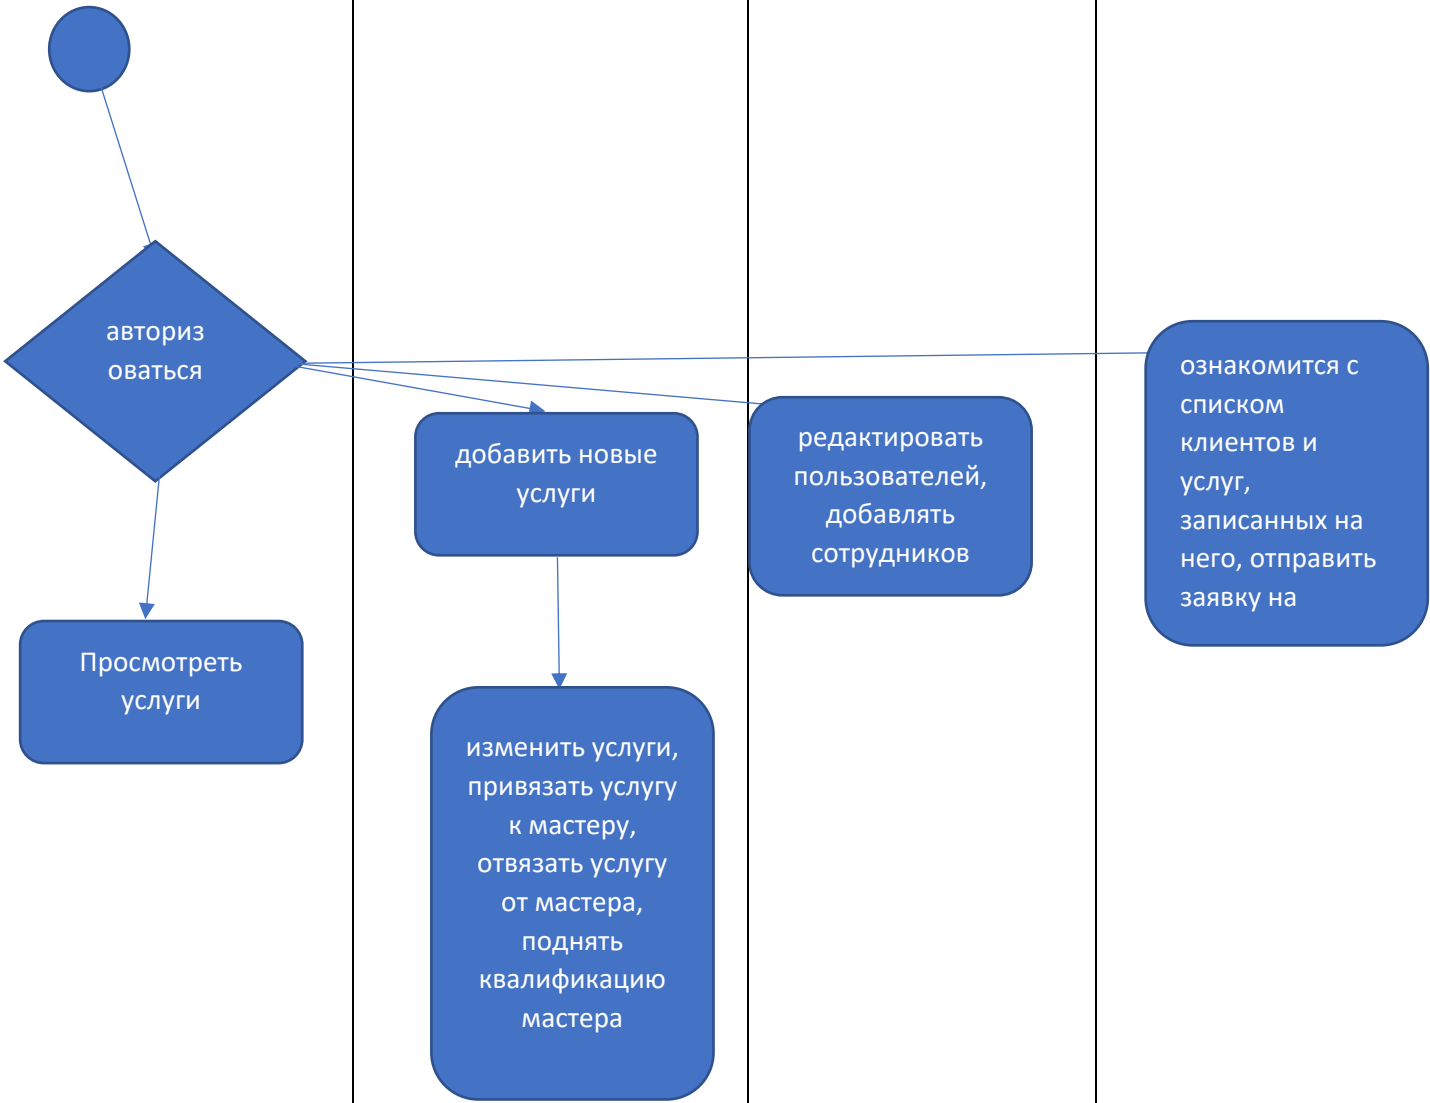 авториз
оваться
Просмотреть
услуги
добавить новые
услуги
изменить услуги,
привязать услугу
к мастеру,
отвязать услугу
от мастера,
поднять
квалификацию
мастера
редактировать
пользователей,
добавлять
сотрудников
ознакомится с
списком
клиентов и
услуг,
записанных на
него, отправить
заявку на